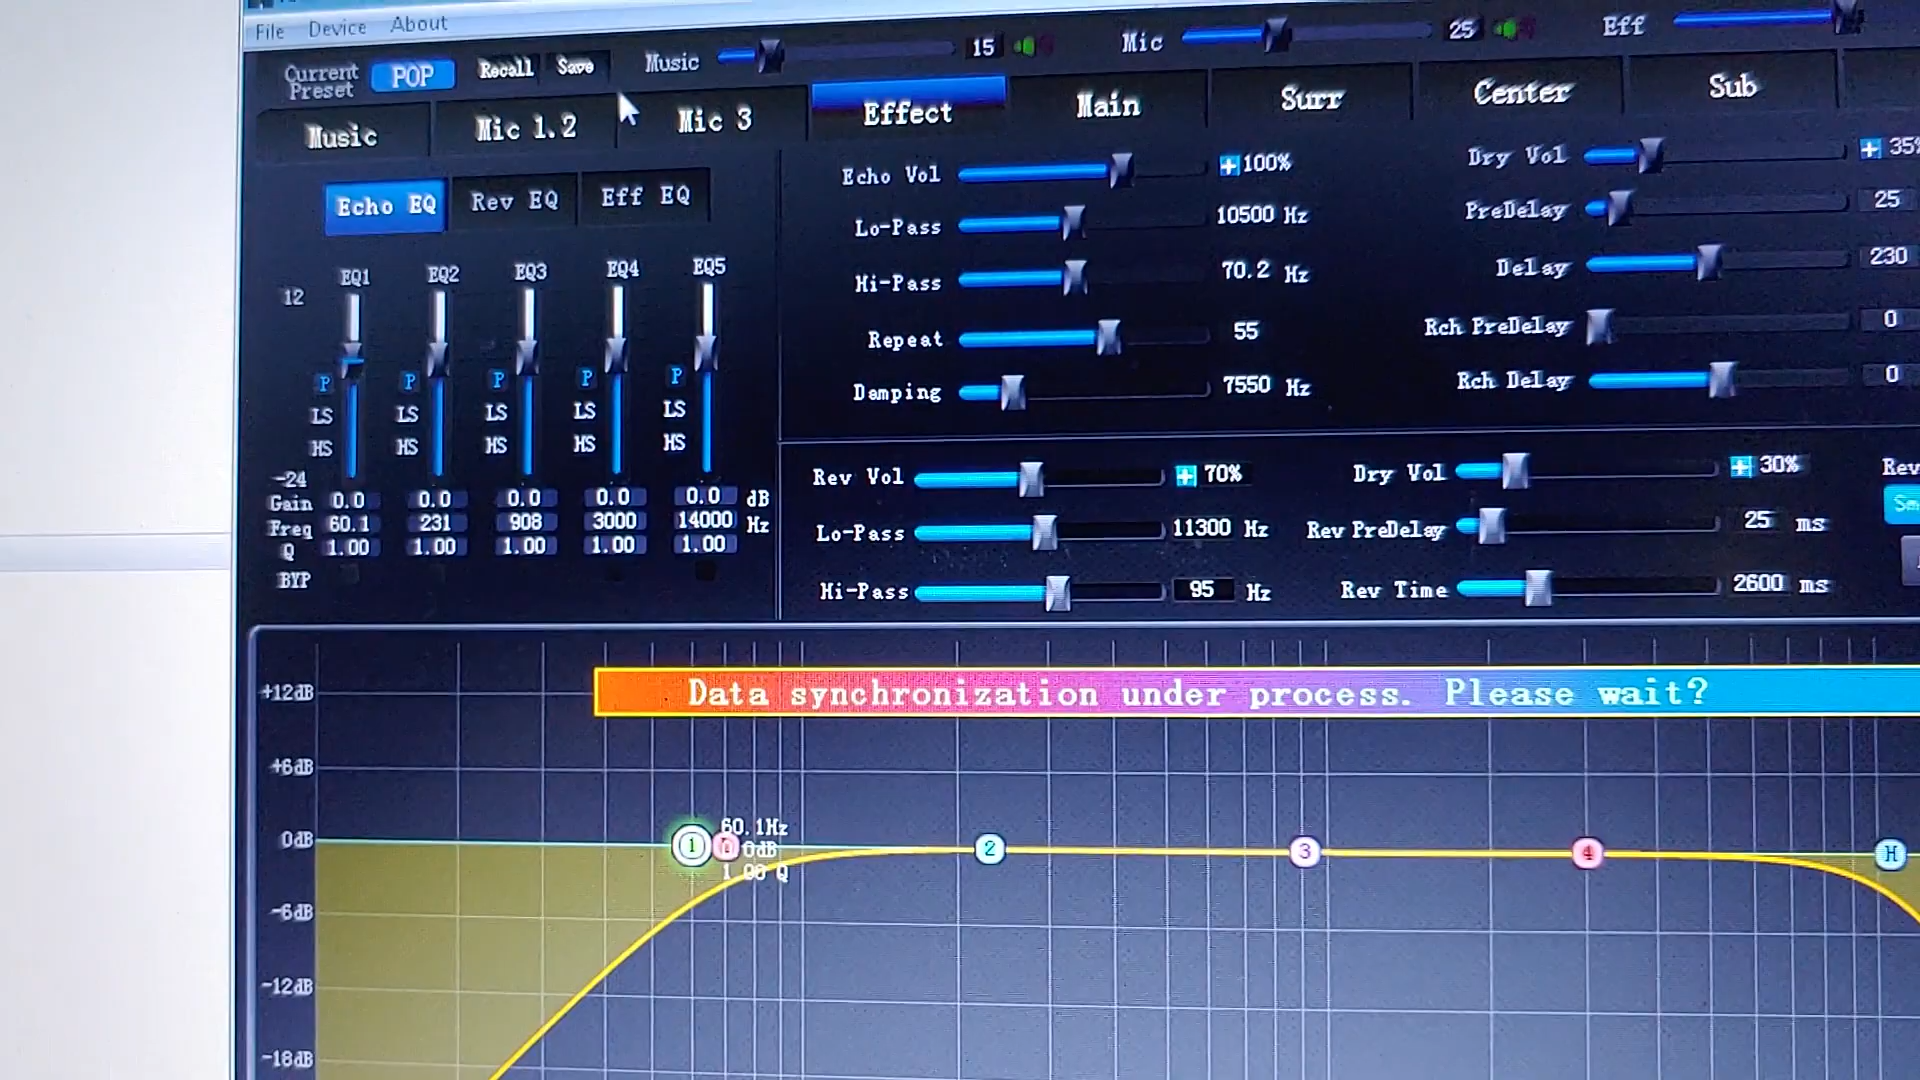 File Device About
Current Preset POP Recall Save Music 15 Mic 25 Eff
Music Mic 1.2 Mic 3 Effect Main Surr Center Sub
Echo EQ Rev EQ Eff EQ
EQ1 EQ2 EQ3 EQ4 EQ5
12
P P P P P
LS LS LS LS LS
HS HS HS HS HS
-24
Gain 0.0 0.0 0.0 0.0 0.0 dB
Freq 60.1 231 908 3000 14000 Hz
Q 1.00 1.00 1.00 1.00 1.00
BYP
Echo Vol +100% Dry Vol +35%
Lo-Pass 10500 Hz PreDelay 25
Hi-Pass 70.2 Hz Delay 230
Repeat 55 Rch PreDelay 0
Damping 7550 Hz Rch Delay 0
Rev Vol +70% Dry Vol +30% Rev
Lo-Pass 11300 Hz Rev PreDelay 25 ms
Hi-Pass 95 Hz Rev Time 2600 ms
Data synchronization under process. Please wait?
+12dB
+6dB
0dB
-6dB
-12dB
-18dB
60.1Hz
1 0dB 2 3 4 H
1.00 Q